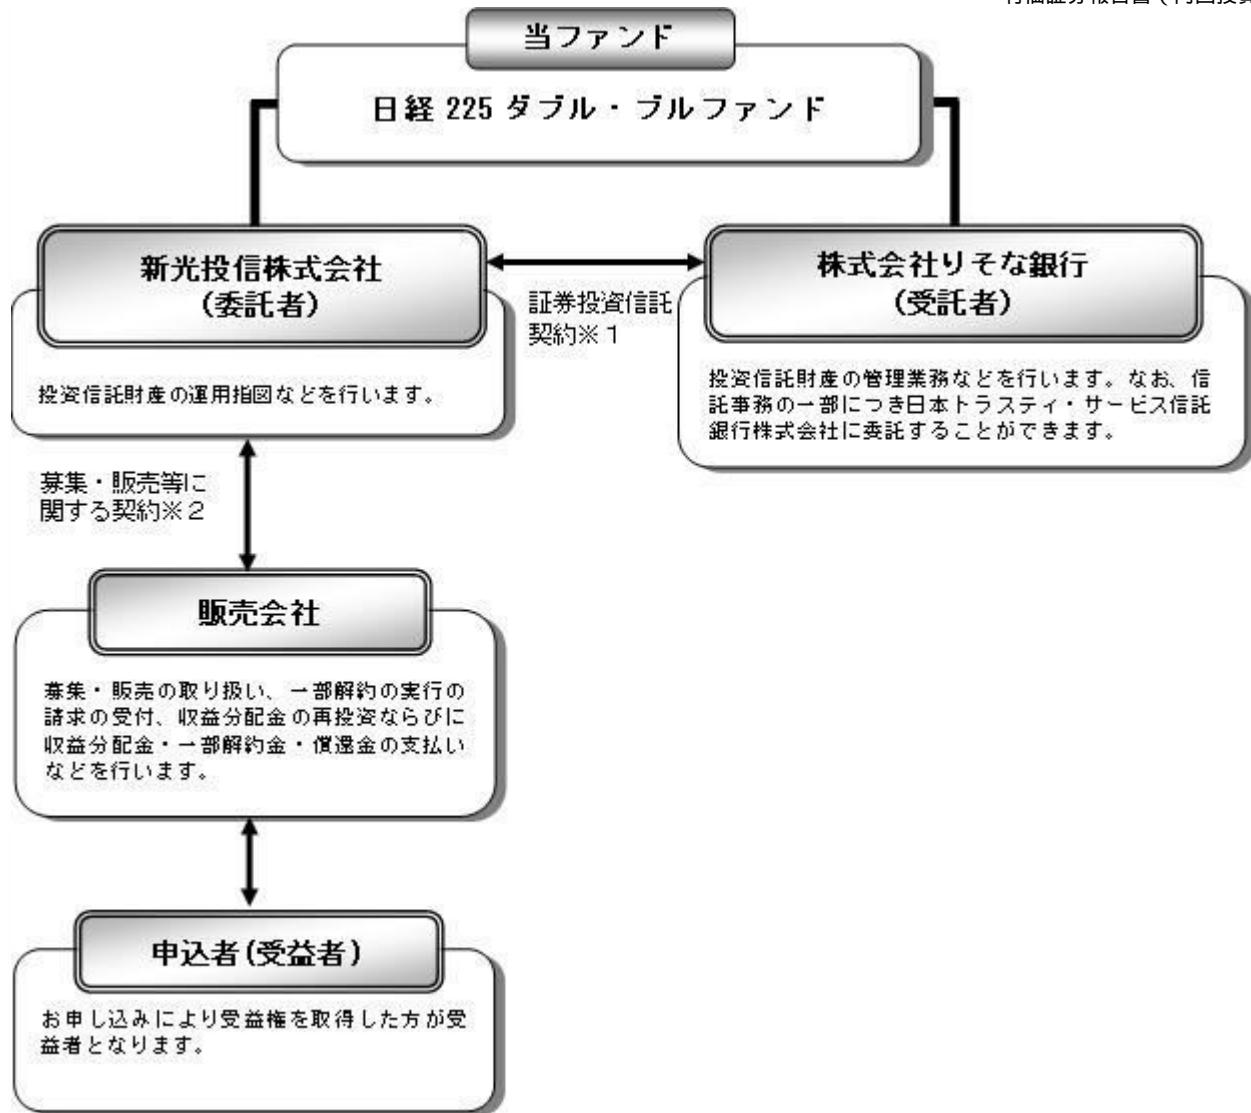 当ファンド
日経 225 ダブル・ブルファンド
新光投信株式会社
(委託者)
投資信託財産の運用指図などを行います。
証券投資信託
契約※1
株式会社りそな銀行
(受託者)
投資信託財産の管理業務などを行います。なお、信
託事務の一部につき日本トラスティ・サービス信託
銀行株式会社に委託することができます。
募集・販売等に
関する契約※2
販売会社
募集・販売の取り扱い、一部解約の実行の
請求の受付、収益分配金の再投資ならびに
収益分配金・一部解約金・償還金の支払い
などを行います。
申込者(受益者)
お申し込みにより受益権を取得した方が受
益者となります。